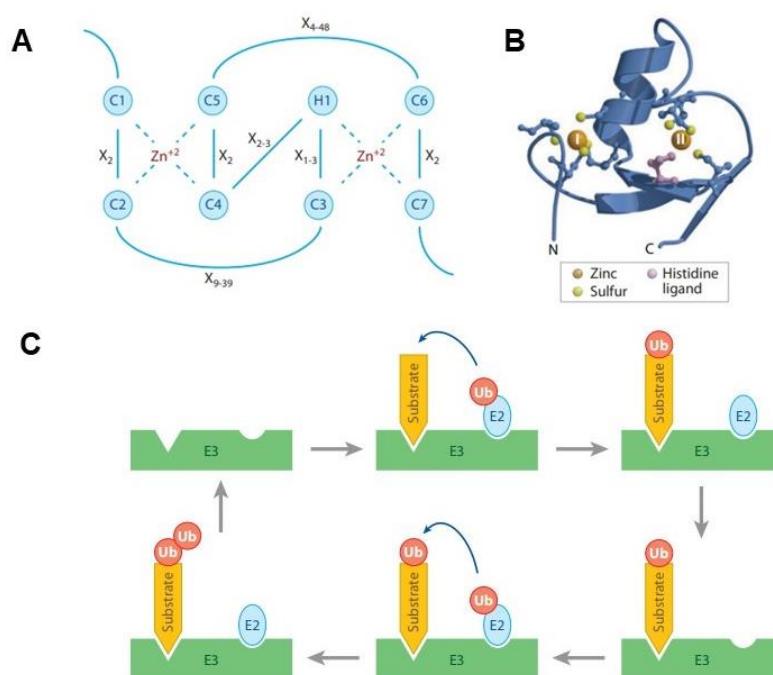 A
X4-48
C1
C5
H1
C6
X2
Zn+2
X2
X2-3
X1-3
Zn+2
X2
C2
C4
C3
C7
X9-39
B
I
II
N
C
Zinc
Histidine
ligand
Sulfur
C
E3
Substrate
Ub
E2
E3
Ub
Substrate
E2
E3
Ub
Ub
Substrate
E2
E3
Ub
Substrate
Ub
E2
E3
Ub
Substrate
E3